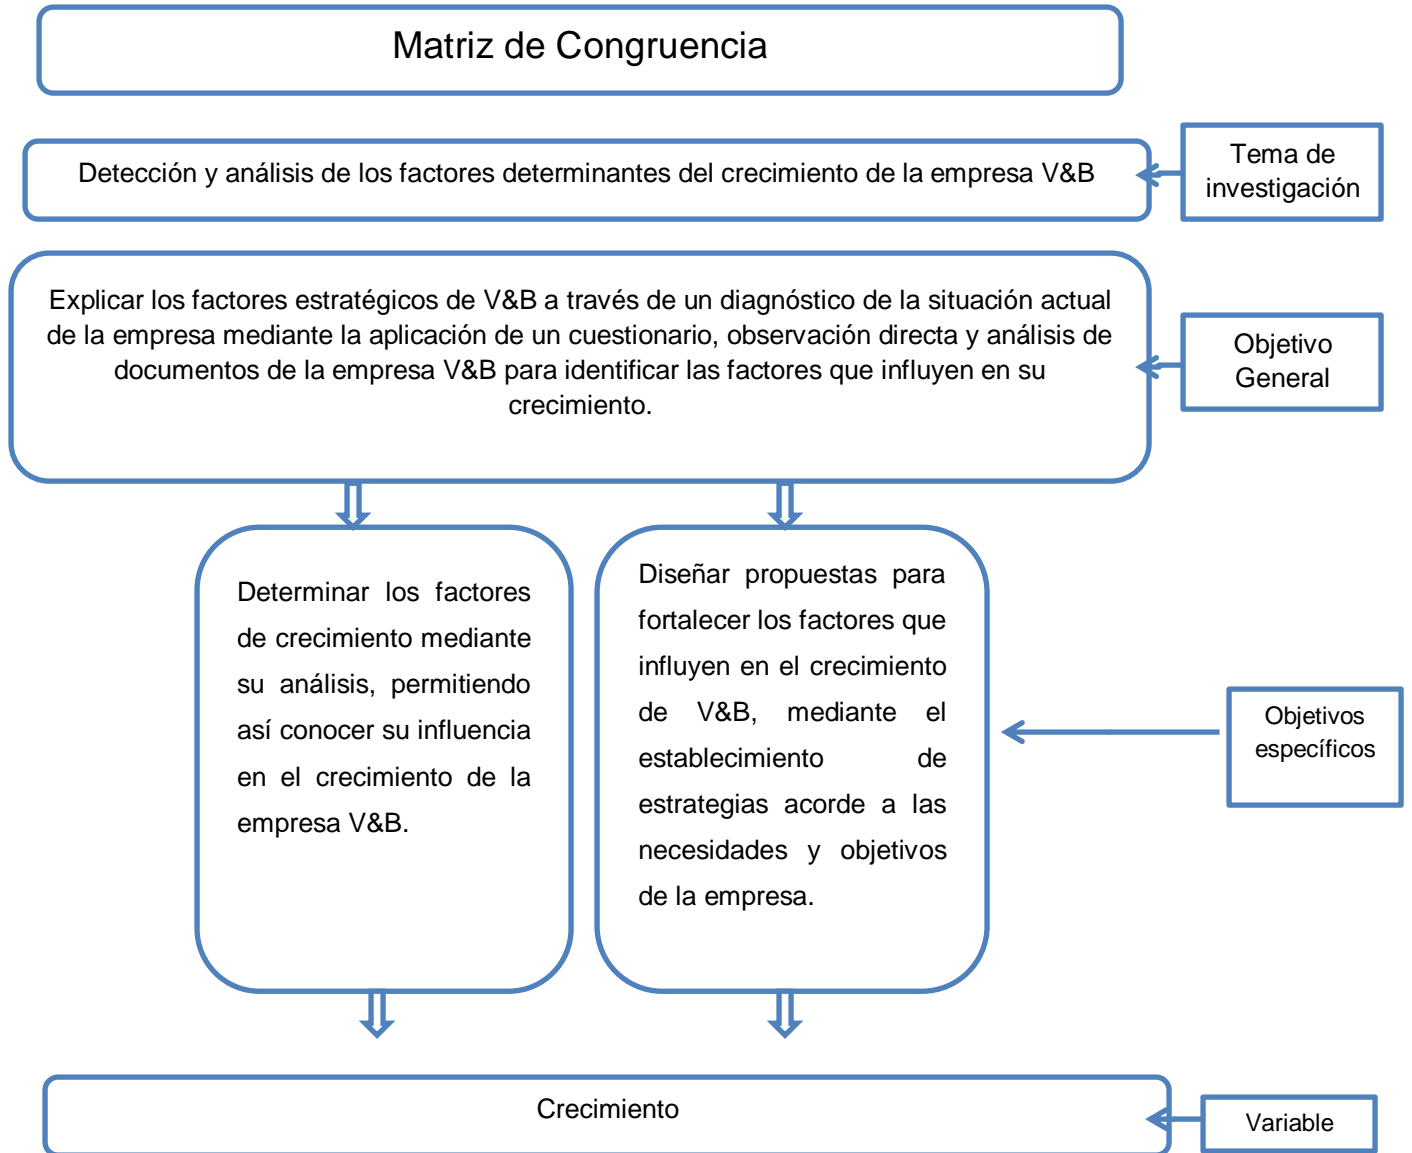 Matriz de Congruencia
Detección y análisis de los factores determinantes del crecimiento de la empresa V&B
Tema de
investigación
Explicar los factores estratégicos de V&B a través de un diagnóstico de la situación actual
de la empresa mediante la aplicación de un cuestionario, observación directa y análisis de
documentos de la empresa V&B para identificar las factores que influyen en su
crecimiento.
Objetivo
General
Determinar los factores
de crecimiento mediante
su análisis, permitiendo
así conocer su influencia
en el crecimiento de la
empresa V&B.
Diseñar propuestas para
fortalecer los factores que
influyen en el crecimiento
de V&B, mediante el
establecimiento de
estrategias acorde a las
necesidades y objetivos
de la empresa.
Objetivos
específicos
Crecimiento
Variable